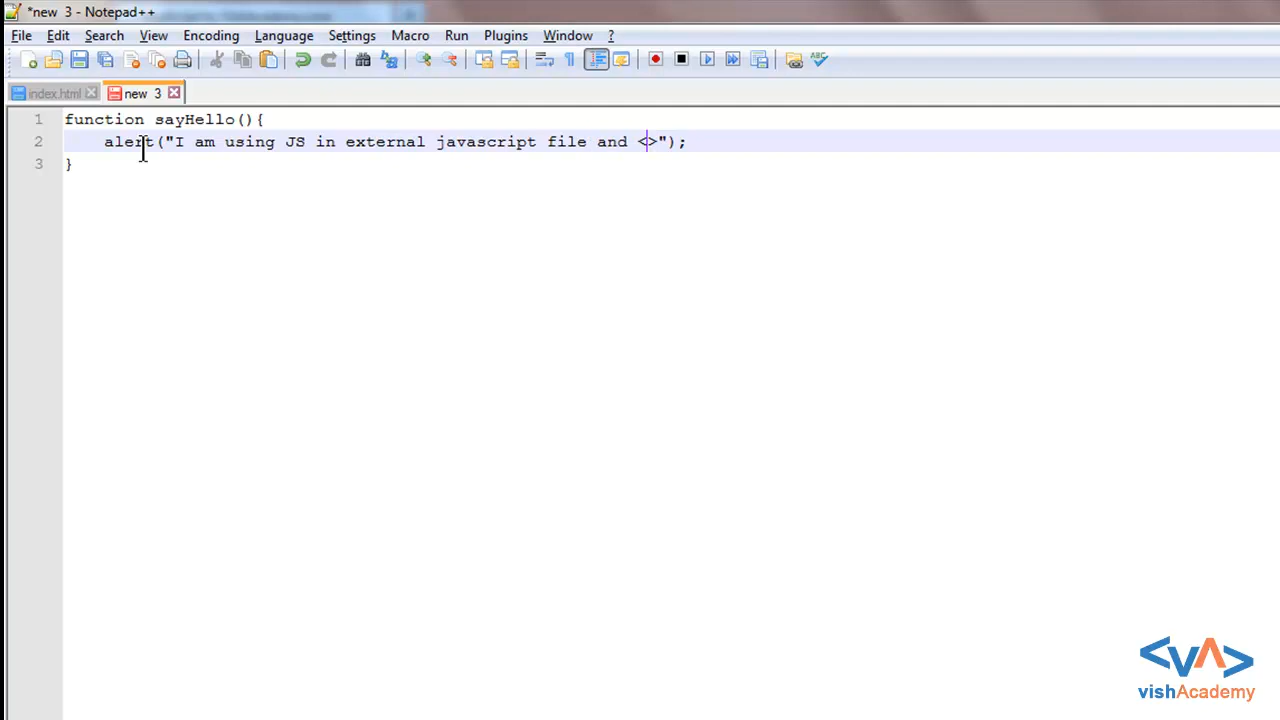 *new 3 - Notepad++
File Edit Search View Encoding Language Settings Macro Run Plugins Window ?
index.html new 3
1 function sayHello(){
2 alert("I am using JS in external javascript file and <>");
3 }
<VA>
vishAcademy